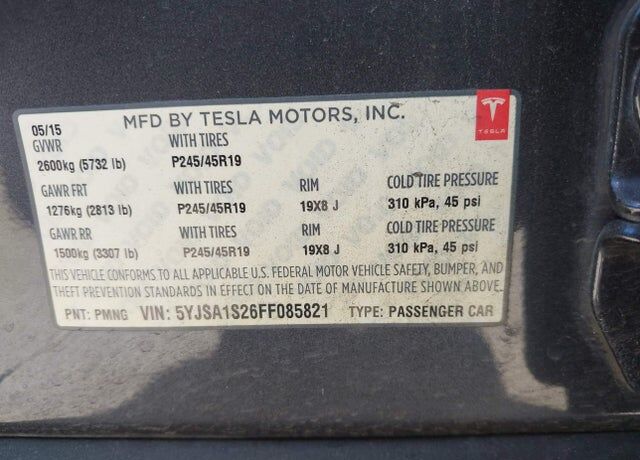 MFD BY TESLA MOTORS, INC.
TESLA
05/15
GVWR WITH TIRES
2600kg (5732 lb) P245/45R19
GAWR FRT WITH TIRES RIM COLD TIRE PRESSURE
1276kg (2813 lb) P245/45R19 19X8 J 310 kPa, 45 psi
GAWR RR WITH TIRES RIM COLD TIRE PRESSURE
1500kg (3307 lb) P245/45R19 19X8 J 310 kPa, 45 psi
THIS VEHICLE CONFORMS TO ALL APPLICABLE U.S. FEDERAL MOTOR VEHICLE SAFETY, BUMPER, AND
THEFT PREVENTION STANDARDS IN EFFECT ON THE DATE OF MANUFACTURE SHOWN ABOVE.
PNT: PMNG VIN: 5YJSA1S26FF085821 TYPE: PASSENGER CAR